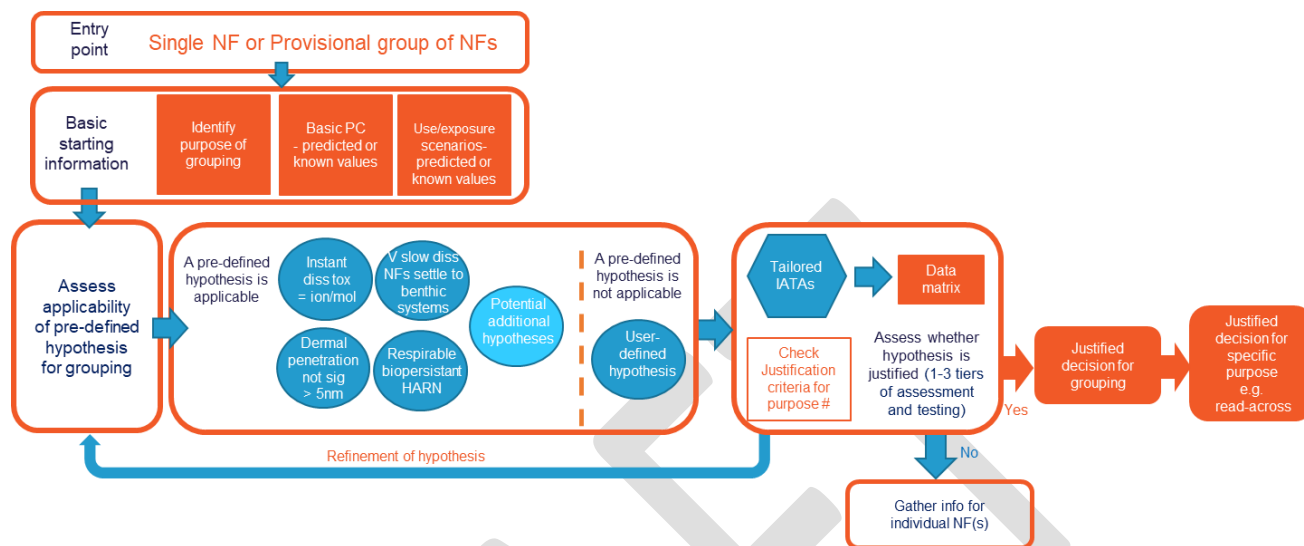 Entry
point
Single NF or Provisional group of NFs
Basic
starting
information
Identify
purpose of
grouping
Basic PC
- predicted or
known values
Use/exposure
scenarios-
predicted or
known values
Assess
applicability
of pre-defined
hypothesis
for grouping
A pre-defined
hypothesis is
applicable
Instant
diss tox
= ion/mol
V slow diss
NFs settle to
benthic
systems
Dermal
penetration
not sig
> 5nm
Respirable
biopersistant
HARN
Potential
additional
hypotheses
A pre-defined
hypothesis is
not applicable
User-
defined
hypothesis
Tailored
IATAs
Data
matrix
Check
Justification
criteria for
purpose #
Assess whether
hypothesis is
justified (1-3 tiers
of assessment
and testing)
Yes
Justified
decision for
grouping
Justified
decision for
specific
purpose
e.g.
read-across
Refinement of hypothesis
No
Gather info for
individual NF(s)